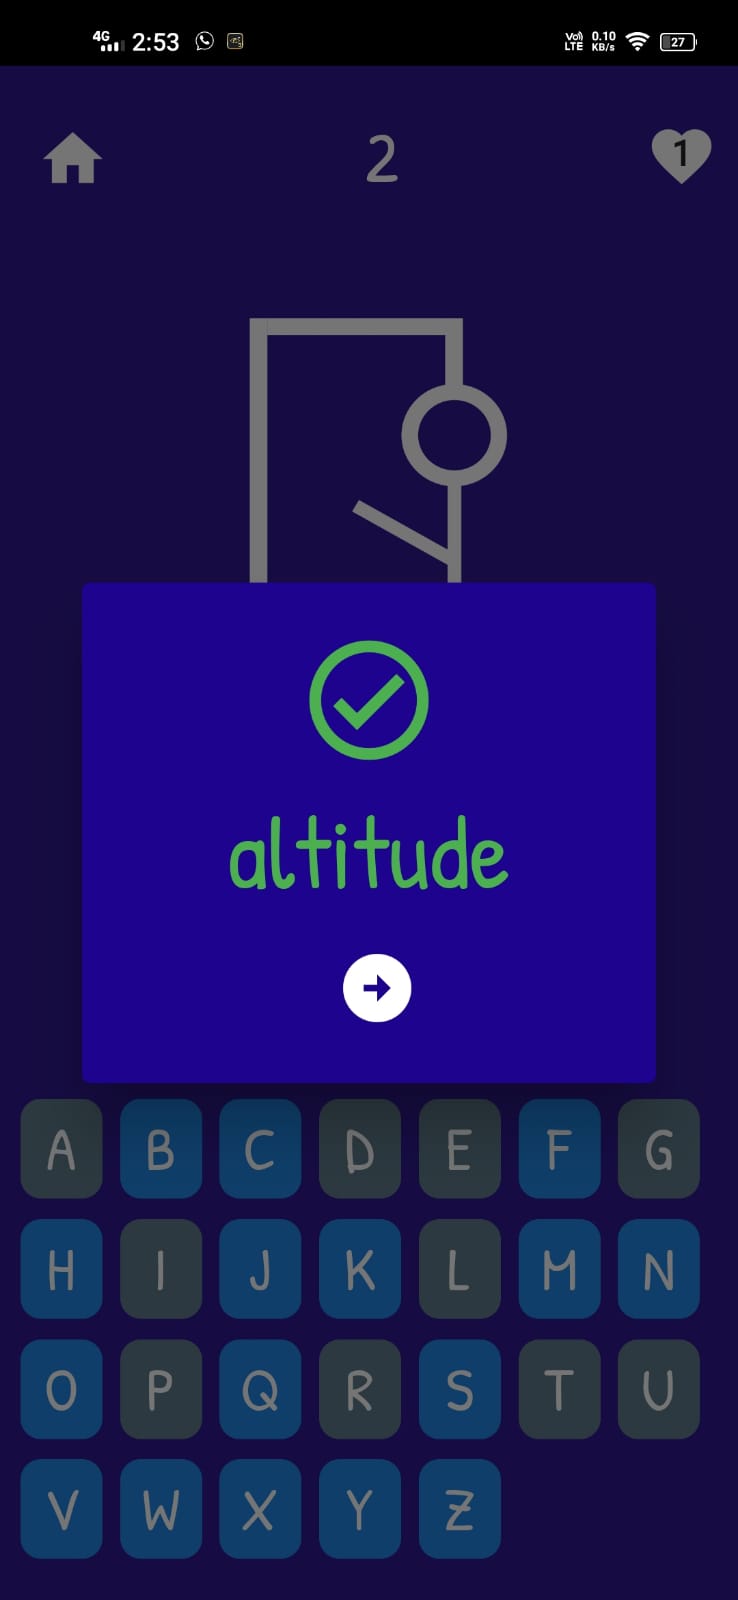 4G 2:53 Vo) LTE 0.10 KB/s 27
2 1
altitude
A B C D E F G
H I J K L M N
O P Q R S T U
V W X Y Z